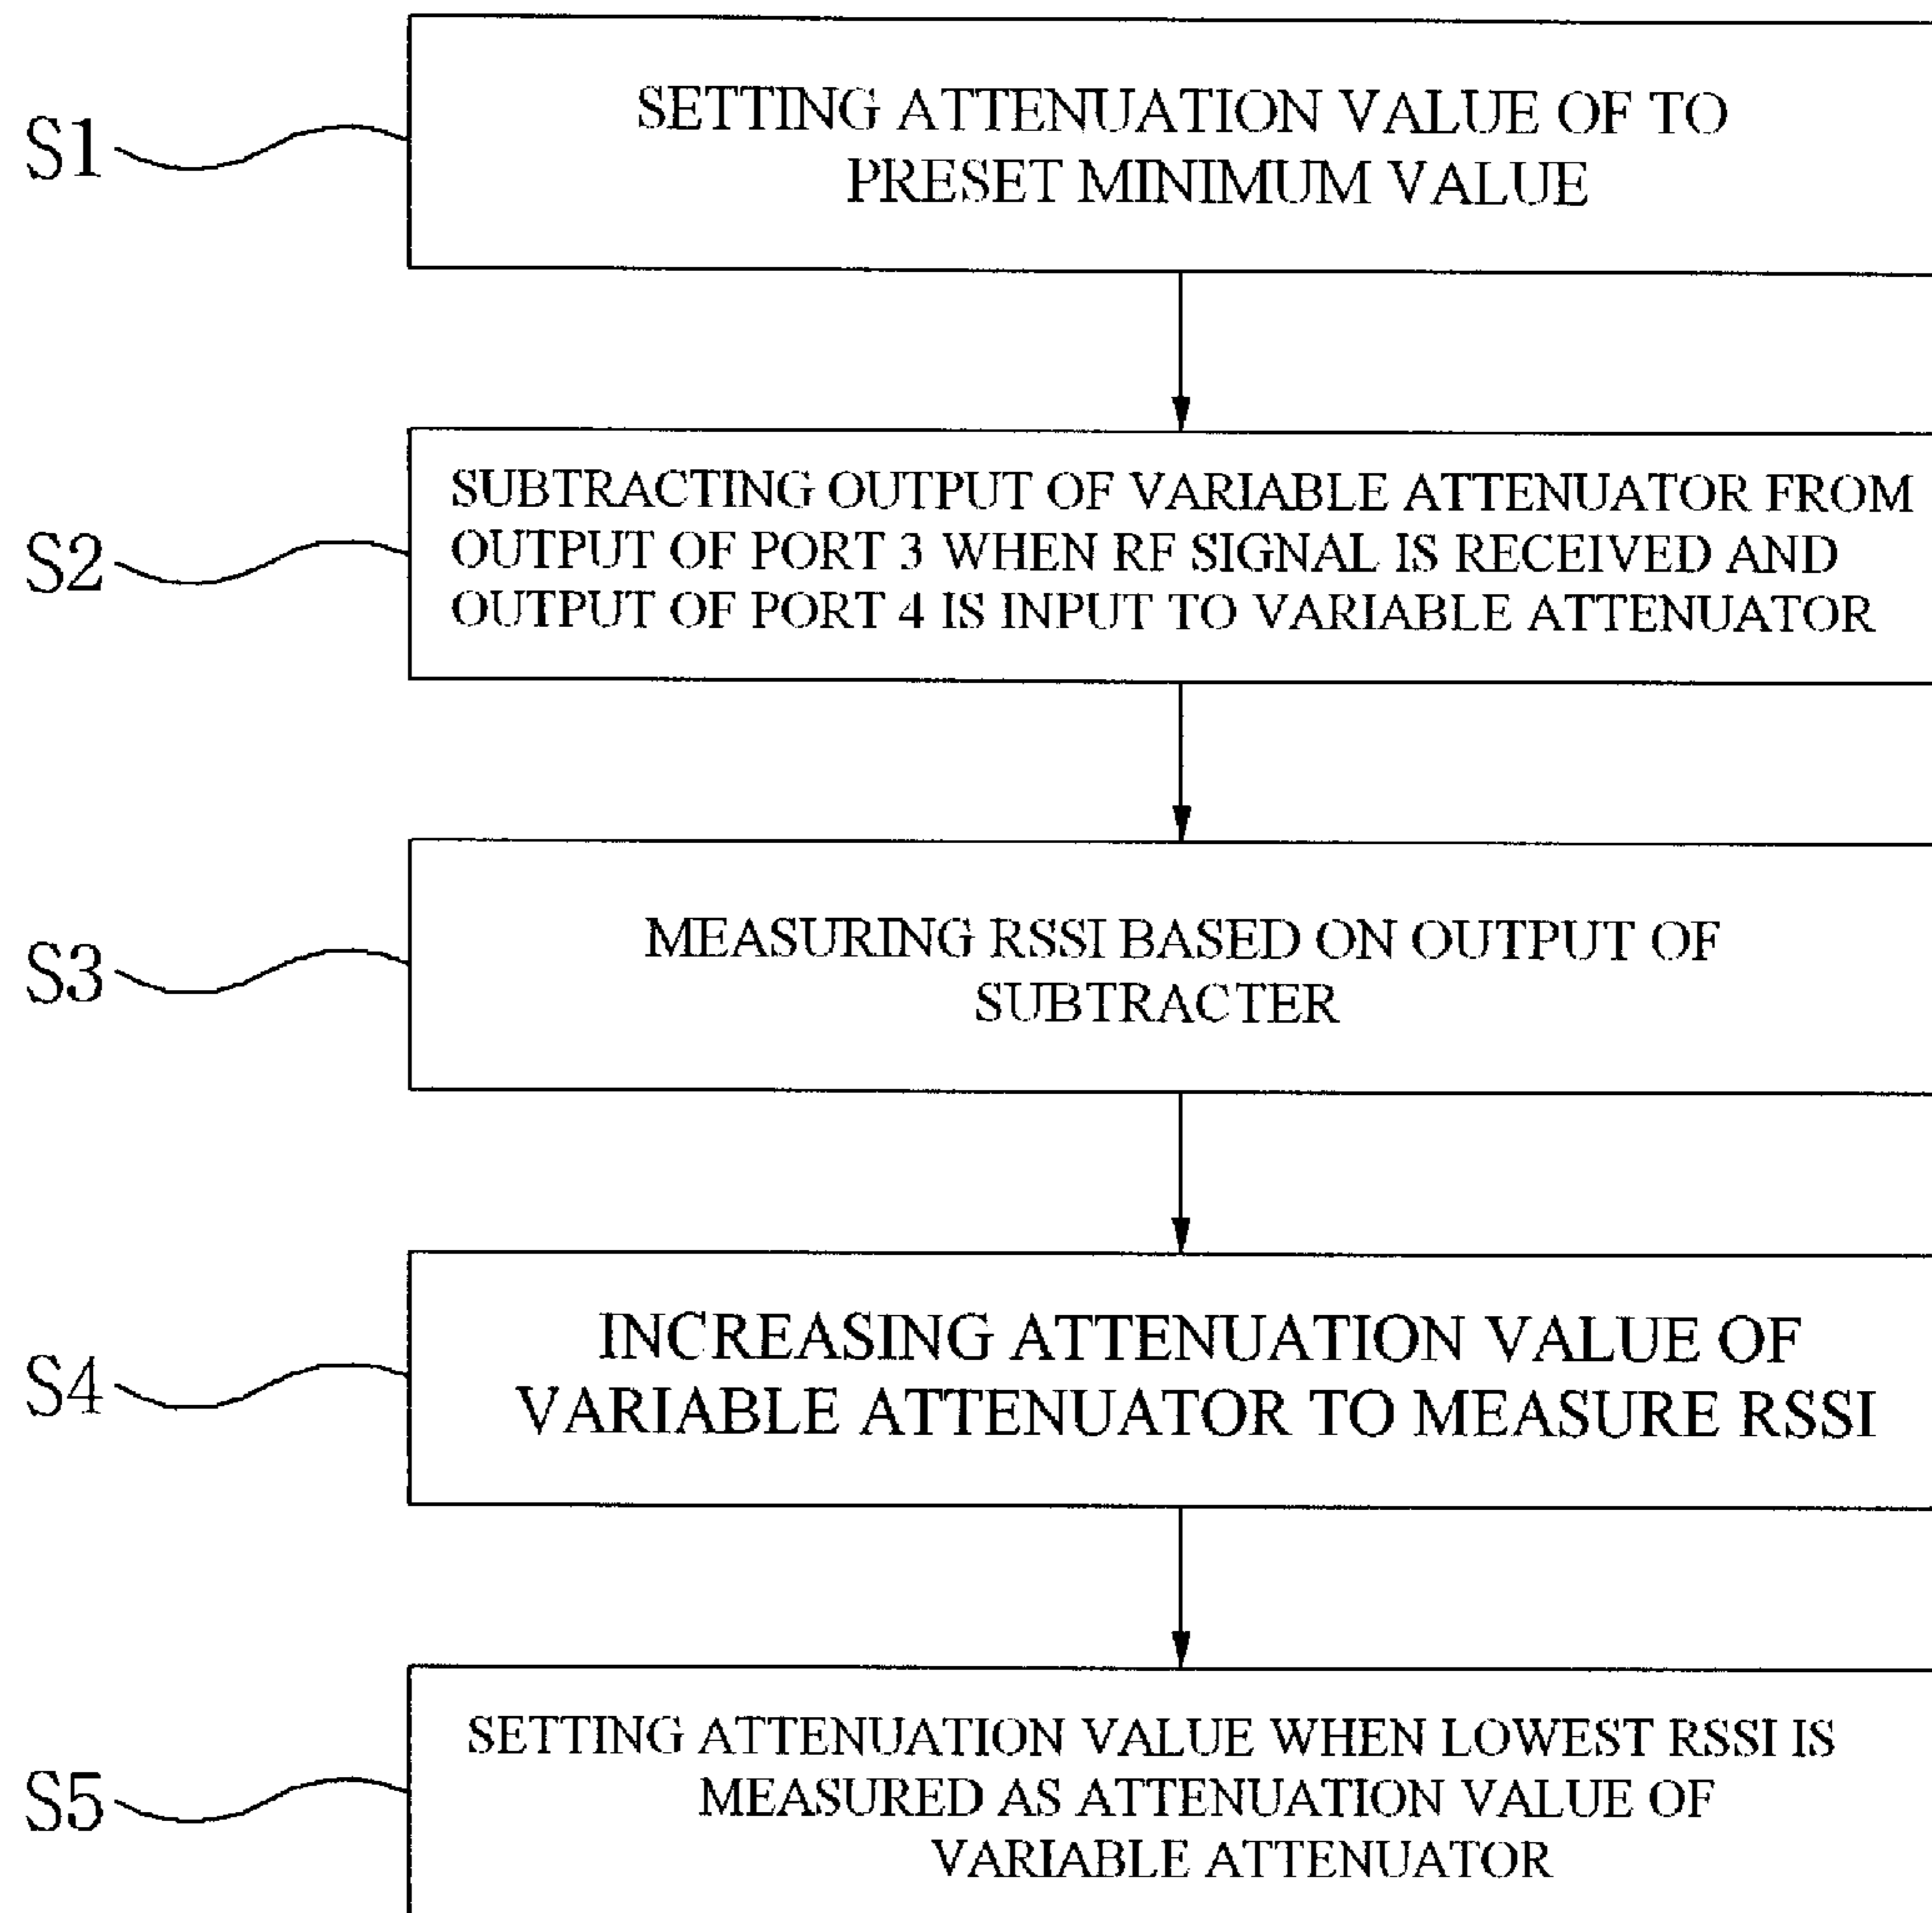 S1
SETTING ATTENUATION VALUE OF TO
PRESET MINIMUM VALUE
S2
SUBTRACTING OUTPUT OF VARIABLE ATTENUATOR FROM
OUTPUT OF PORT 3 WHEN RF SIGNAL IS RECEIVED AND
OUTPUT OF PORT 4 IS INPUT TO VARIABLE ATTENUATOR
S3
MEASURING RSSI BASED ON OUTPUT OF
SUBTRACTER
S4
INCREASING ATTENUATION VALUE OF
VARIABLE ATTENUATOR TO MEASURE RSSI
S5
SETTING ATTENUATION VALUE WHEN LOWEST RSSI IS
MEASURED AS ATTENUATION VALUE OF
VARIABLE ATTENUATOR